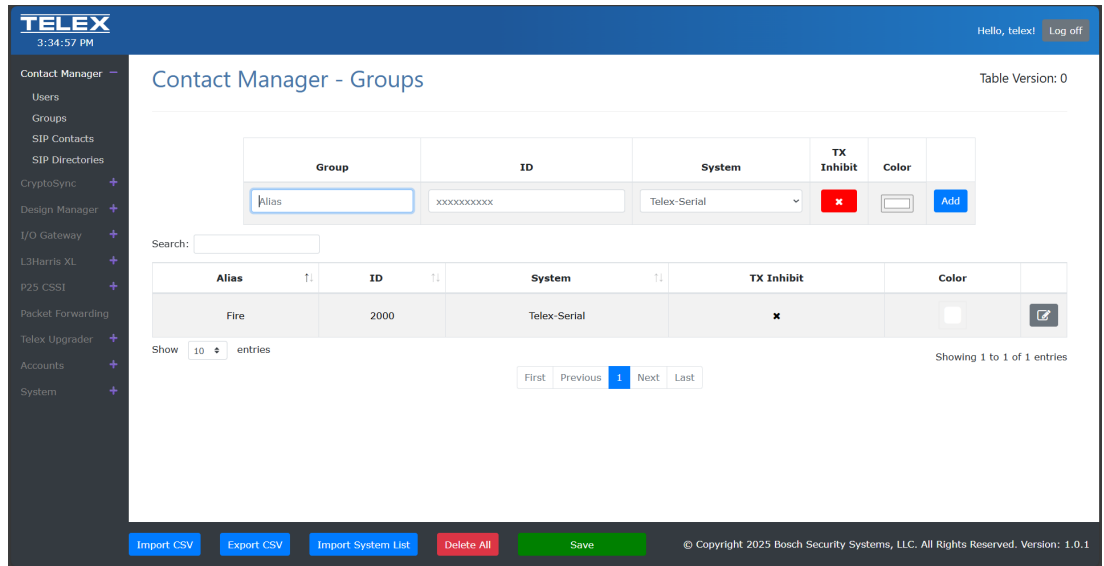 TELEX
3:34:57 PM
Hello, telex!
Log off
Contact Manager
Users
Groups
SIP Contacts
SIP Directories
CryptoSync
Design Manager
I/O Gateway
L3Harris XL
P25 CSSI
Packet Forwarding
Telex Upgrader
Accounts
System
Contact Manager - Groups
Table Version: 0
Group ID System TX Inhibit Color
Alias xxxxxxxxxx Telex-Serial Add
Search:
Alias ID System TX Inhibit Color
Fire 2000 Telex-Serial
Show 10 entries
Showing 1 to 1 of 1 entries
First Previous 1 Next Last
Import CSV Export CSV Import System List Delete All Save
© Copyright 2025 Bosch Security Systems, LLC. All Rights Reserved. Version: 1.0.1